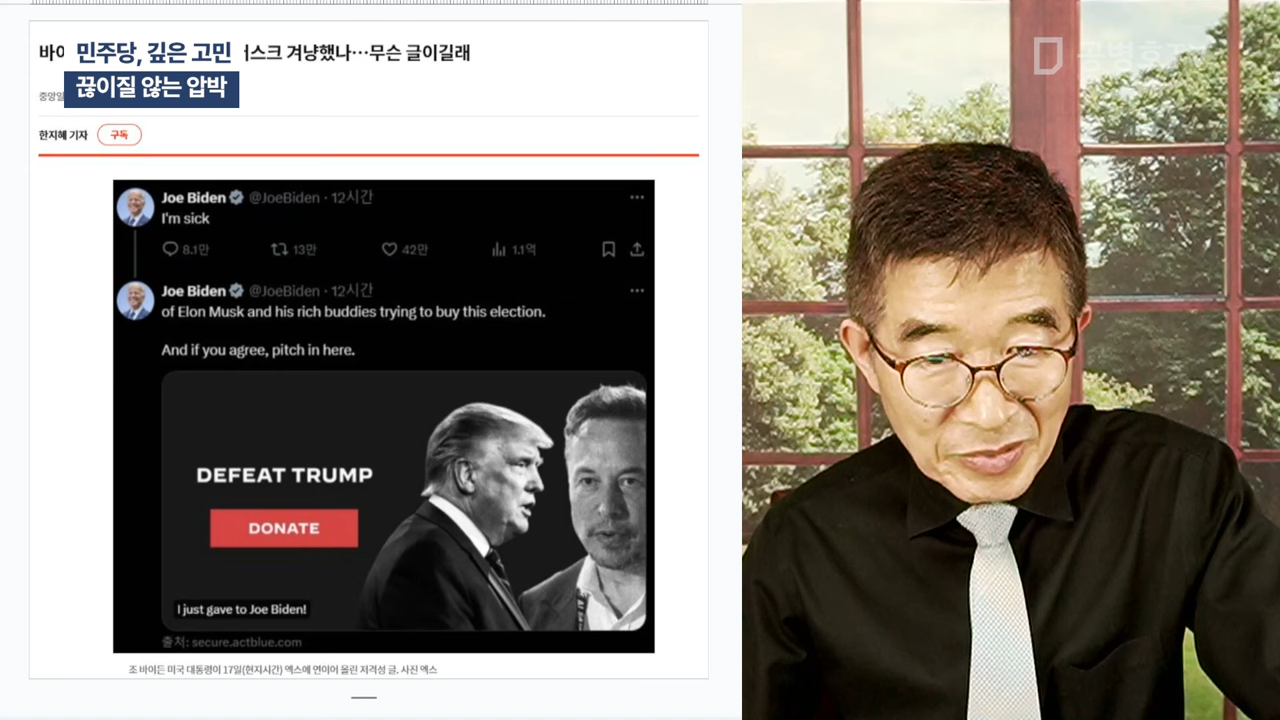 바이 민주당, 깊은 고민 스크 겨냥했나…무슨 글이길래
끊이질 않는 압박
중앙일
한지혜 기자 구독
Joe Biden @JoeBiden · 12시간
I'm sick
8.1만 13만 42만 1.1억
Joe Biden @JoeBiden · 12시간
of Elon Musk and his rich buddies trying to buy this election.
And if you agree, pitch in here.
DEFEAT TRUMP
DONATE
I just gave to Joe Biden!
출처: secure.actblue.com
조 바이든 미국 대통령이 17일(현지시간) 엑스에 연이어 올린 저격성 글. 사진 엑스